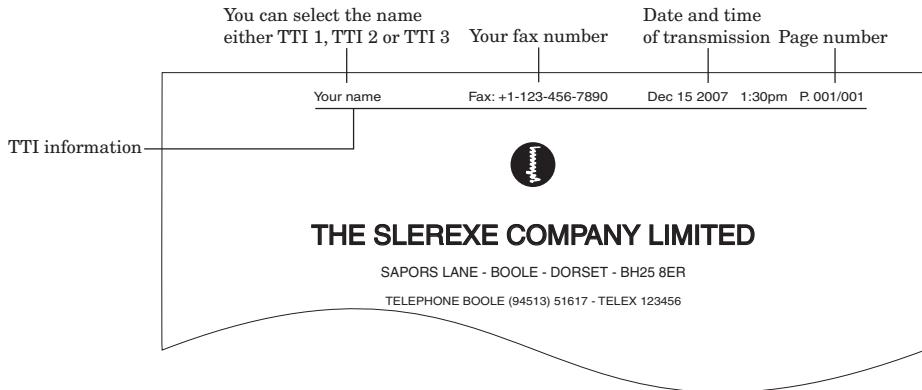 You can select the name
either TTI 1, TTI 2 or TTI 3
Your fax number
Date and time
of transmission
Page number
Your name Fax: +1-123-456-7890 Dec 15 2007 1:30pm P. 001/001
TTI information
THE SLEREXE COMPANY LIMITED
SAPORS LANE - BOOLE - DORSET - BH25 8ER
TELEPHONE BOOLE (94513) 51617 - TELEX 123456